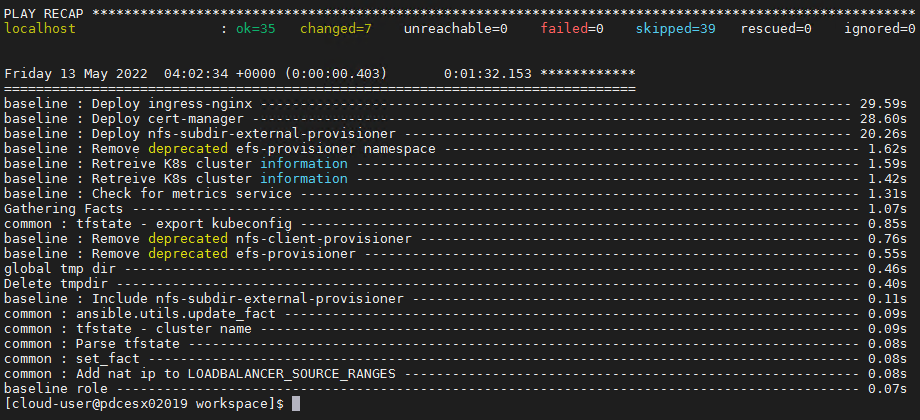 PLAY RECAP *******************************************************************************************************
localhost                  : ok=35   changed=7    unreachable=0    failed=0    skipped=39   rescued=0    ignored=0
Friday 13 May 2022  04:02:34 +0000 (0:00:00.403)       0:01:32.153 ************
===============================================================================
baseline : Deploy ingress-nginx -------------------------------------------------------------------------- 29.59s
baseline : Deploy cert-manager --------------------------------------------------------------------------- 28.60s
baseline : Deploy nfs-subdir-external-provisioner -------------------------------------------------------- 20.26s
baseline : Remove deprecated efs-provisioner namespace ---------------------------------------------------- 1.62s
baseline : Retreive K8s cluster information --------------------------------------------------------------- 1.59s
baseline : Retreive K8s cluster information --------------------------------------------------------------- 1.42s
baseline : Check for metrics service ---------------------------------------------------------------------- 1.31s
Gathering Facts ------------------------------------------------------------------------------------------- 1.07s
common : tfstate - export kubeconfig ---------------------------------------------------------------------- 0.85s
baseline : Remove deprecated nfs-client-provisioner ------------------------------------------------------- 0.76s
baseline : Remove deprecated efs-provisioner -------------------------------------------------------------- 0.55s
global tmp dir -------------------------------------------------------------------------------------------- 0.46s
Delete tmpdir --------------------------------------------------------------------------------------------- 0.40s
baseline : Include nfs-subdir-external-provisioner -------------------------------------------------------- 0.11s
common : ansible.utils.update_fact ------------------------------------------------------------------------ 0.09s
common : tfstate - cluster name --------------------------------------------------------------------------- 0.09s
common : Parse tfstate ------------------------------------------------------------------------------------ 0.08s
common : set_fact ----------------------------------------------------------------------------------------- 0.08s
common : Add nat ip to LOADBALANCER_SOURCE_RANGES --------------------------------------------------------- 0.08s
baseline role --------------------------------------------------------------------------------------------- 0.07s
[cloud-user@pdcesx02019 workspace]$